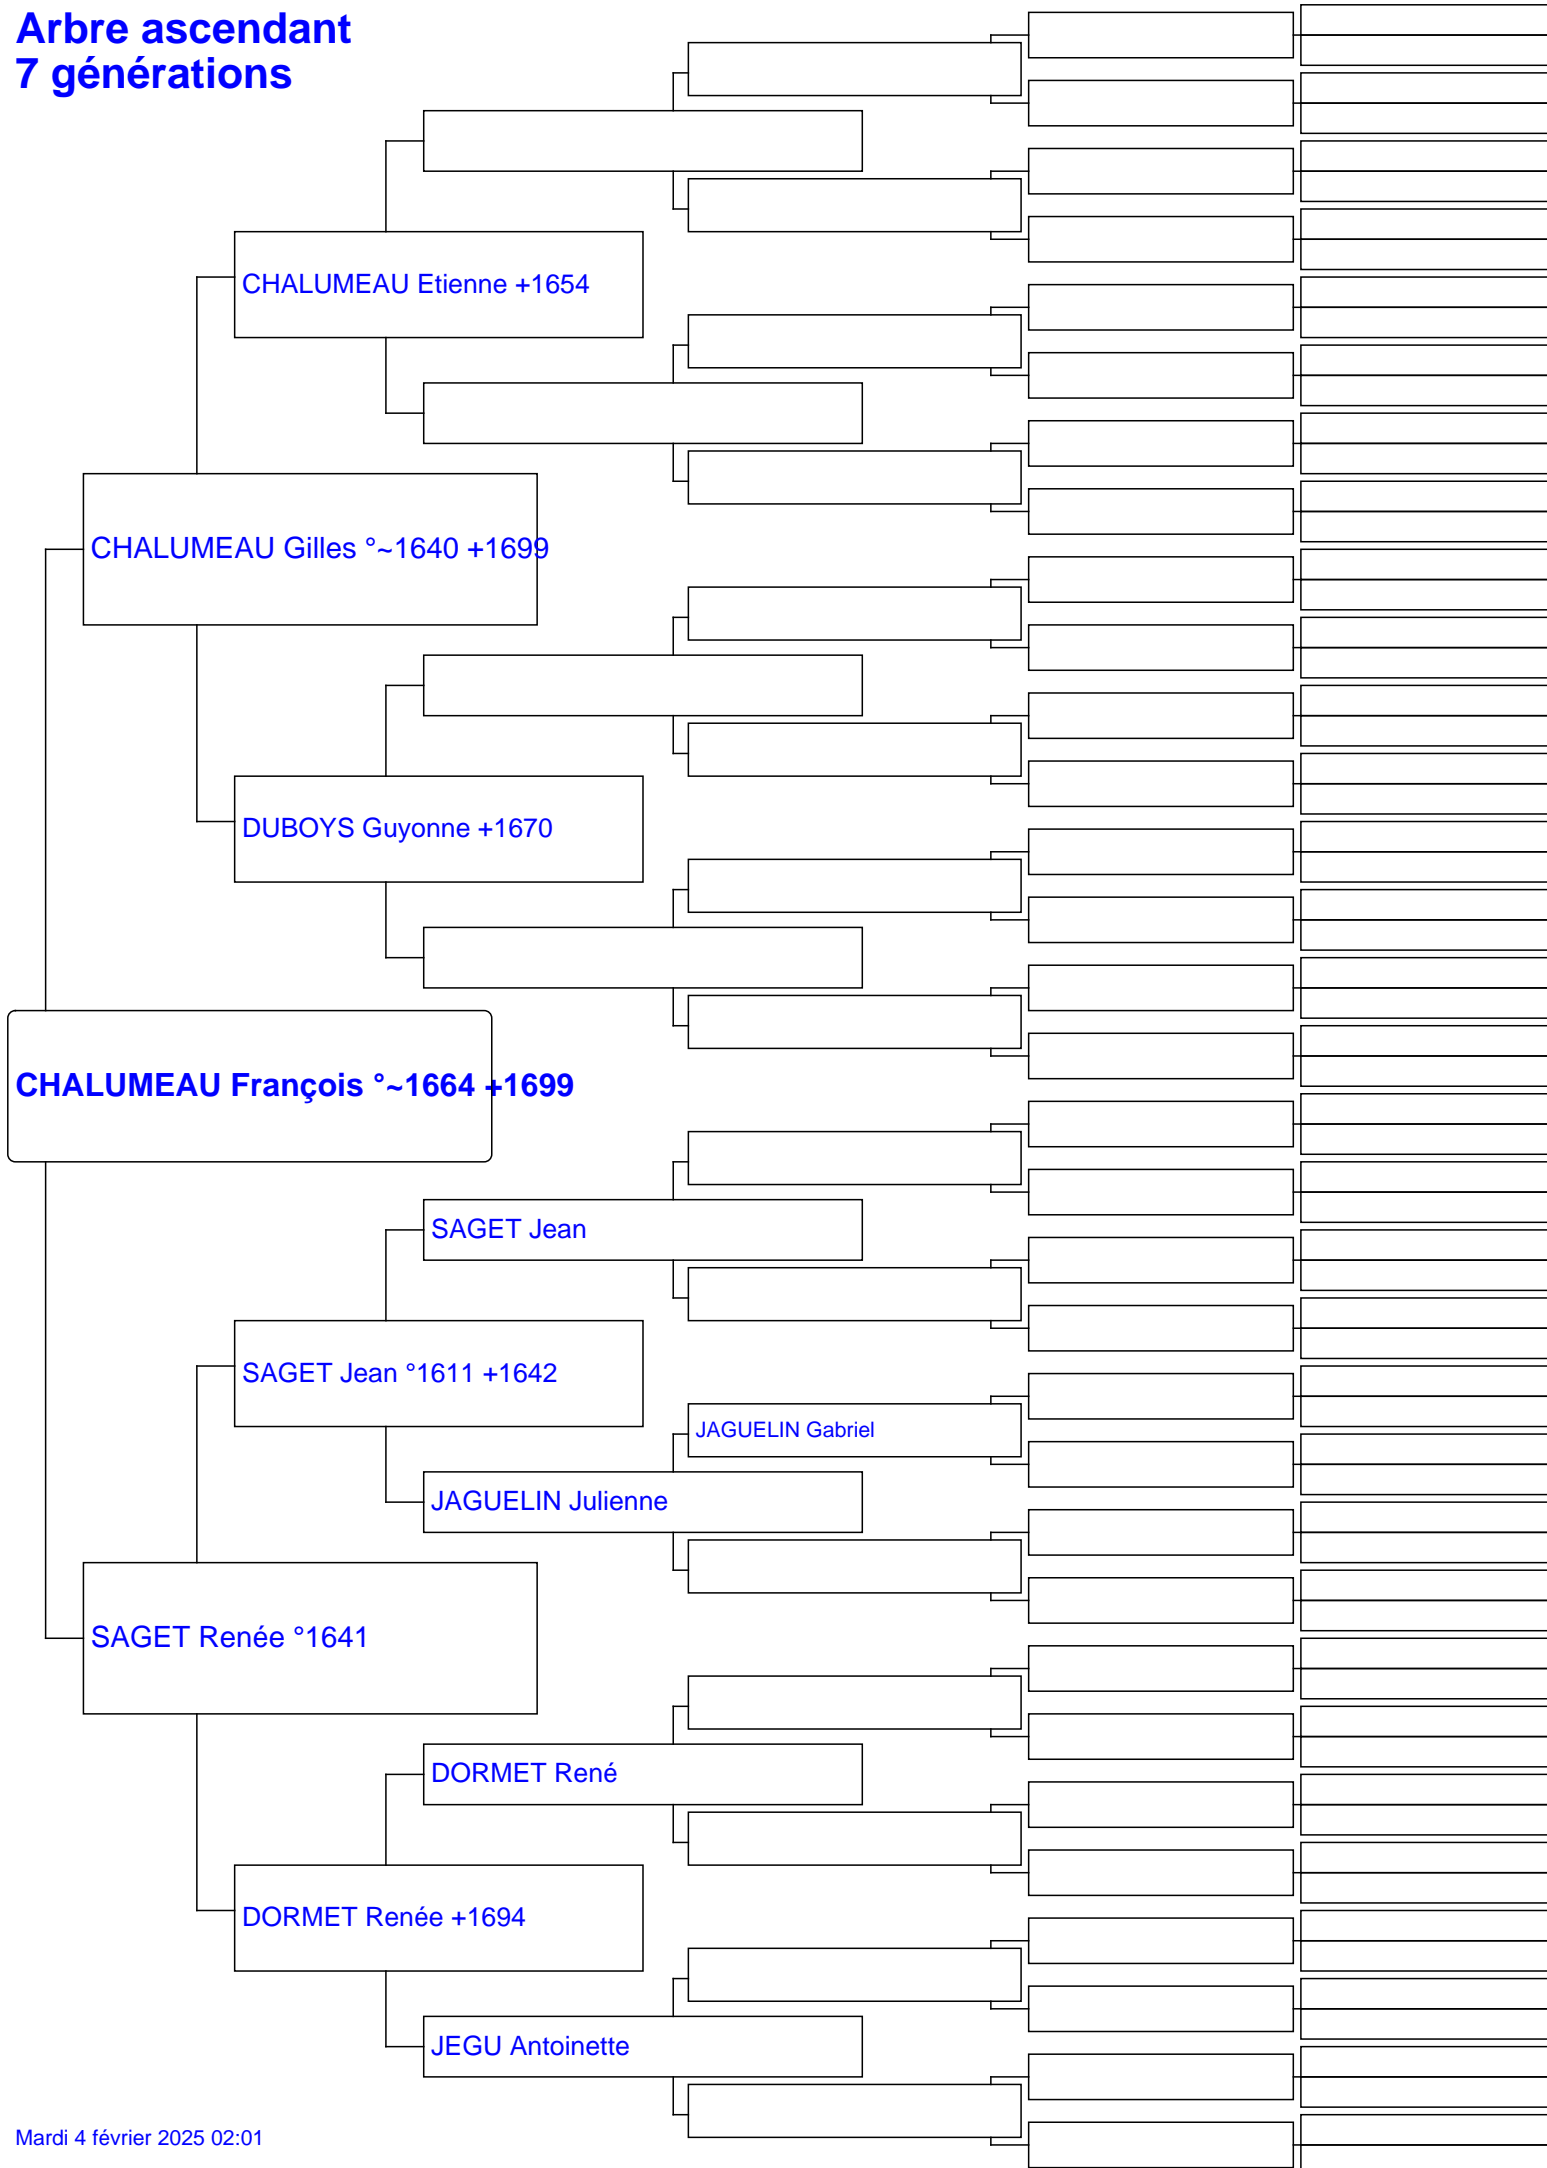 Arbre ascendant
7 générations
CHALUMEAU Etienne +1654
CHALUMEAU Gilles °~1640 +1699
DUBOYS Guyonne +1670
CHALUMEAU François °~1664 +1699
SAGET Jean
SAGET Jean °1611 +1642
JAGUELIN Gabriel
JAGUELIN Julienne
SAGET Renée °1641
DORMET René
DORMET Renée +1694
JEGU Antoinette
Mardi 4 février 2025 02:01